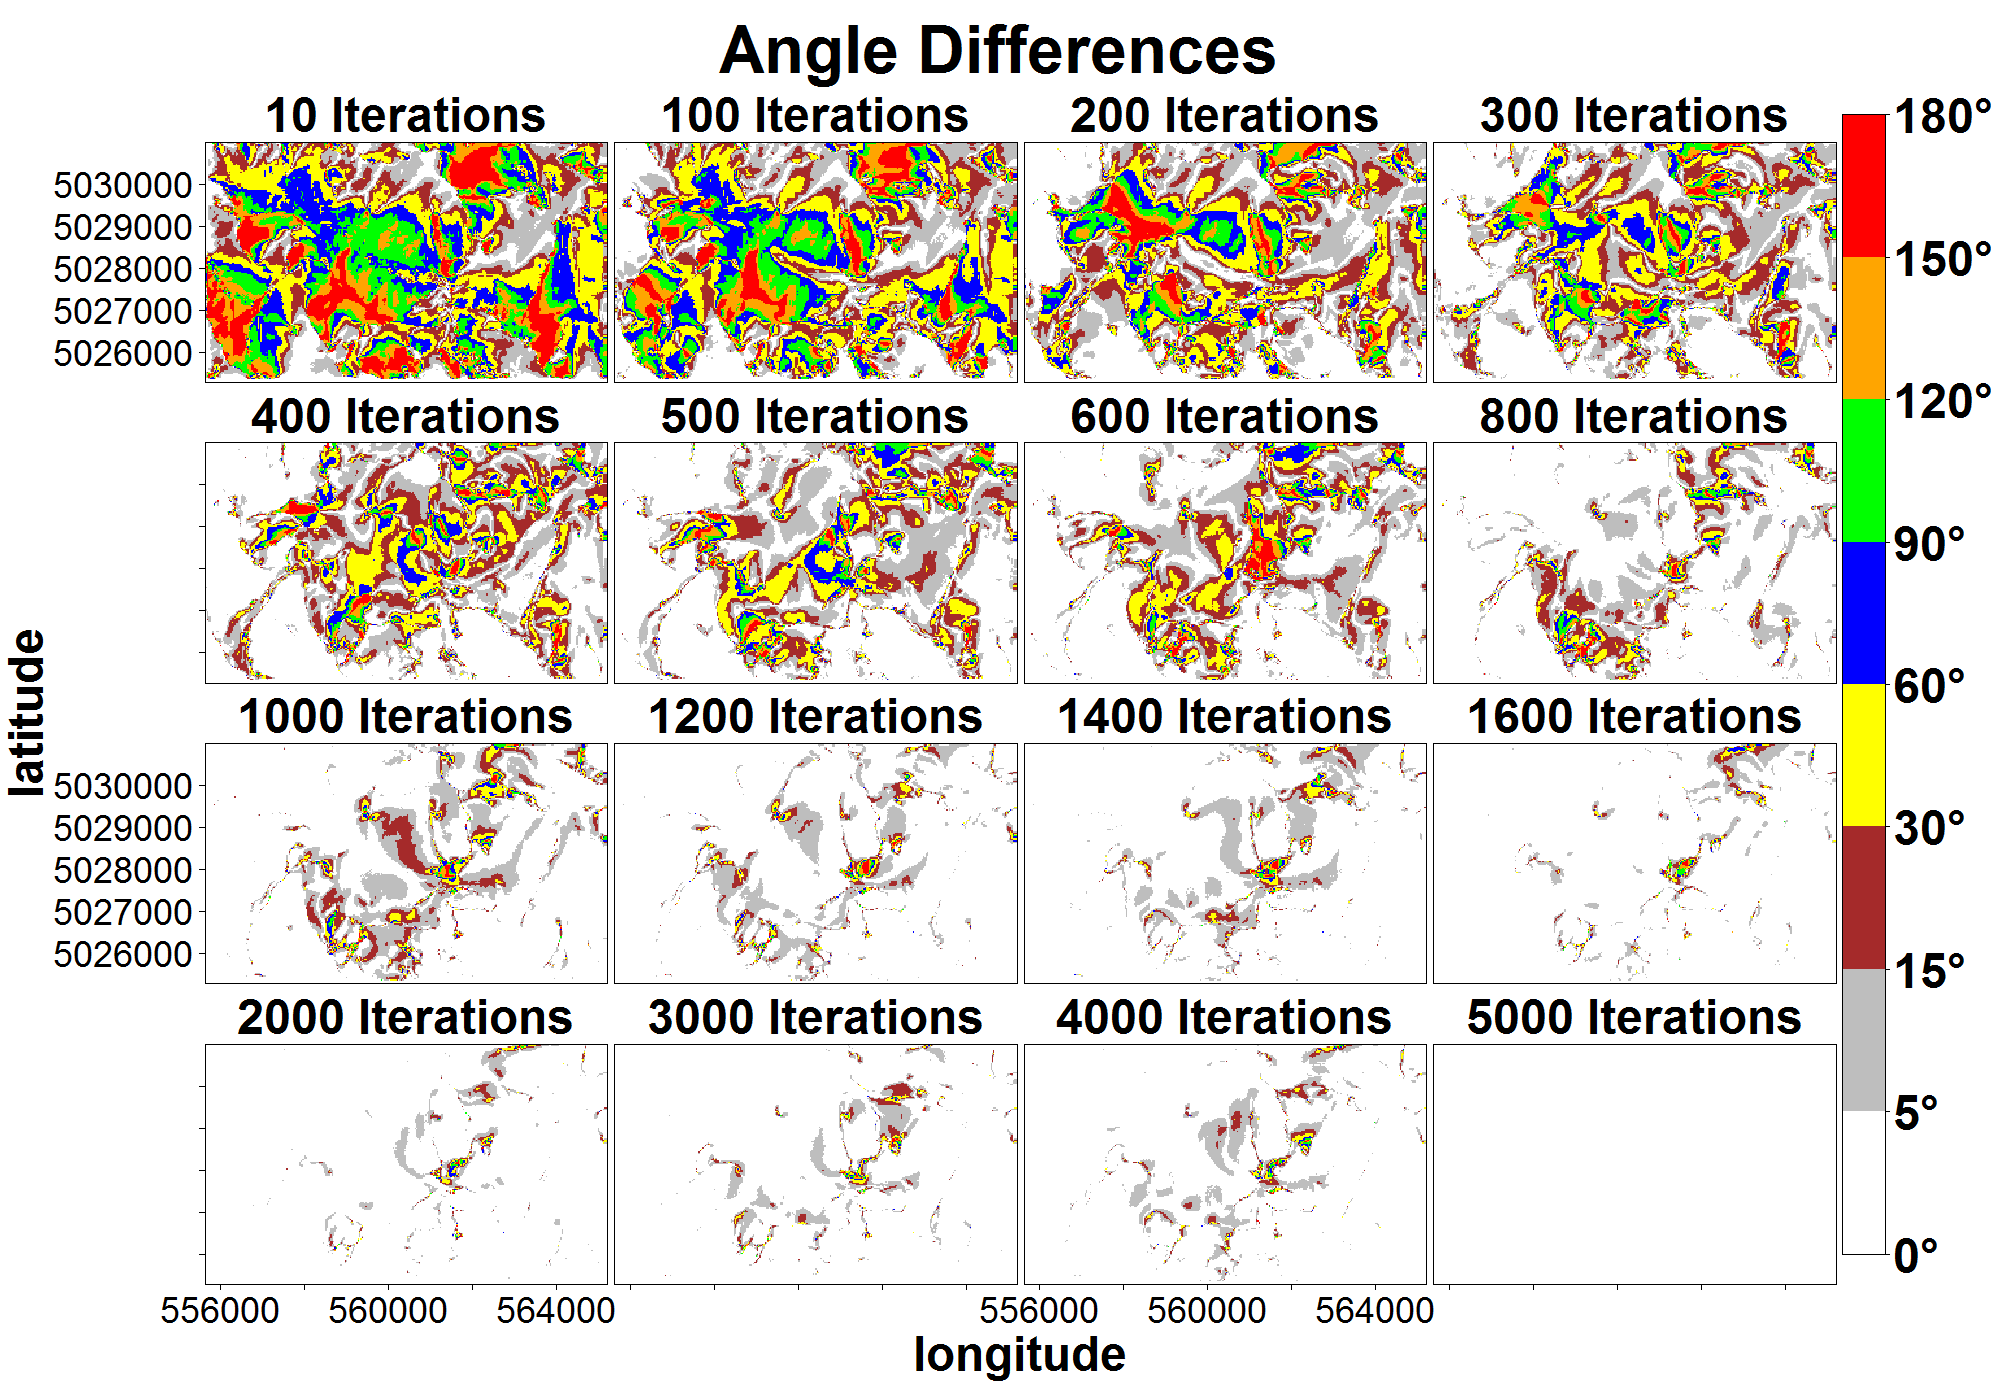 Angle Differences
10 Iterations 100 Iterations 200 Iterations 300 Iterations
180°
5030000
5029000
5028000
5027000
5026000
150°
120°
400 Iterations 500 Iterations 600 Iterations 800 Iterations
90°
60°
latitude
1000 Iterations 1200 Iterations 1400 Iterations 1600 Iterations
5030000
5029000
5028000
5027000
5026000
30°
15°
2000 Iterations 3000 Iterations 4000 Iterations 5000 Iterations
5°
0°
556000 560000 564000 556000 560000 564000
longitude